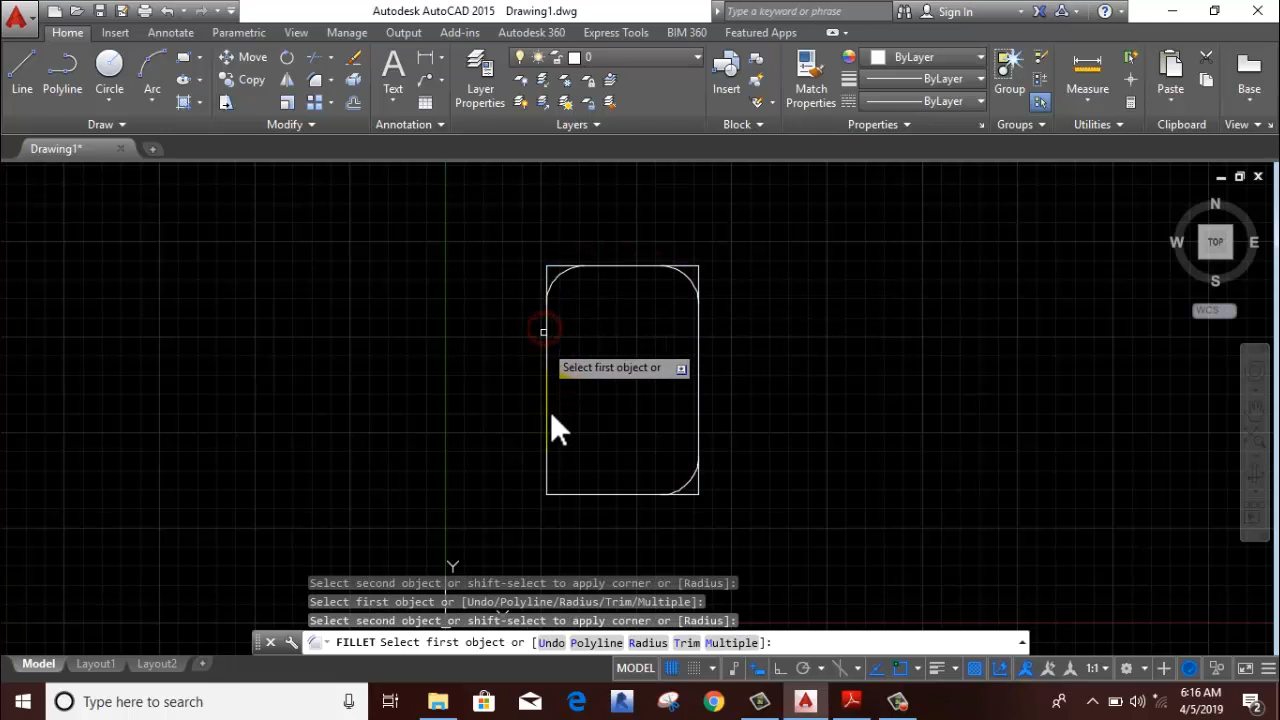 Autodesk AutoCAD 2015 Drawing1.dwg
Type a keyword or phrase
Sign In
Home Insert Annotate Parametric View Manage Output Add-ins Autodesk 360 Express Tools BIM 360 Featured Apps
Line
Polyline
Circle
Arc
Draw
Move
Copy
Modify
Text
Annotation
Layer
Properties
0
Layers
Insert
Block
Match
Properties
ByLayer
ByLayer
ByLayer
Properties
Group
Groups
Measure
Utilities
Paste
Clipboard
Base
View
Drawing1*
N
W TOP E
S
WCS
Select first object or
Y
Select second object or shift-select to apply corner or [Radius]:
Select first object or [Undo/Polyline/Radius/Trim/Multiple]:
Select second object or shift-select to apply corner or [Radius]:
FILLET Select first object or [Undo Polyline Radius Trim Multiple]:
Model Layout1 Layout2 +
MODEL
1:1
Type here to search
6:16 AM
4/5/2019
2